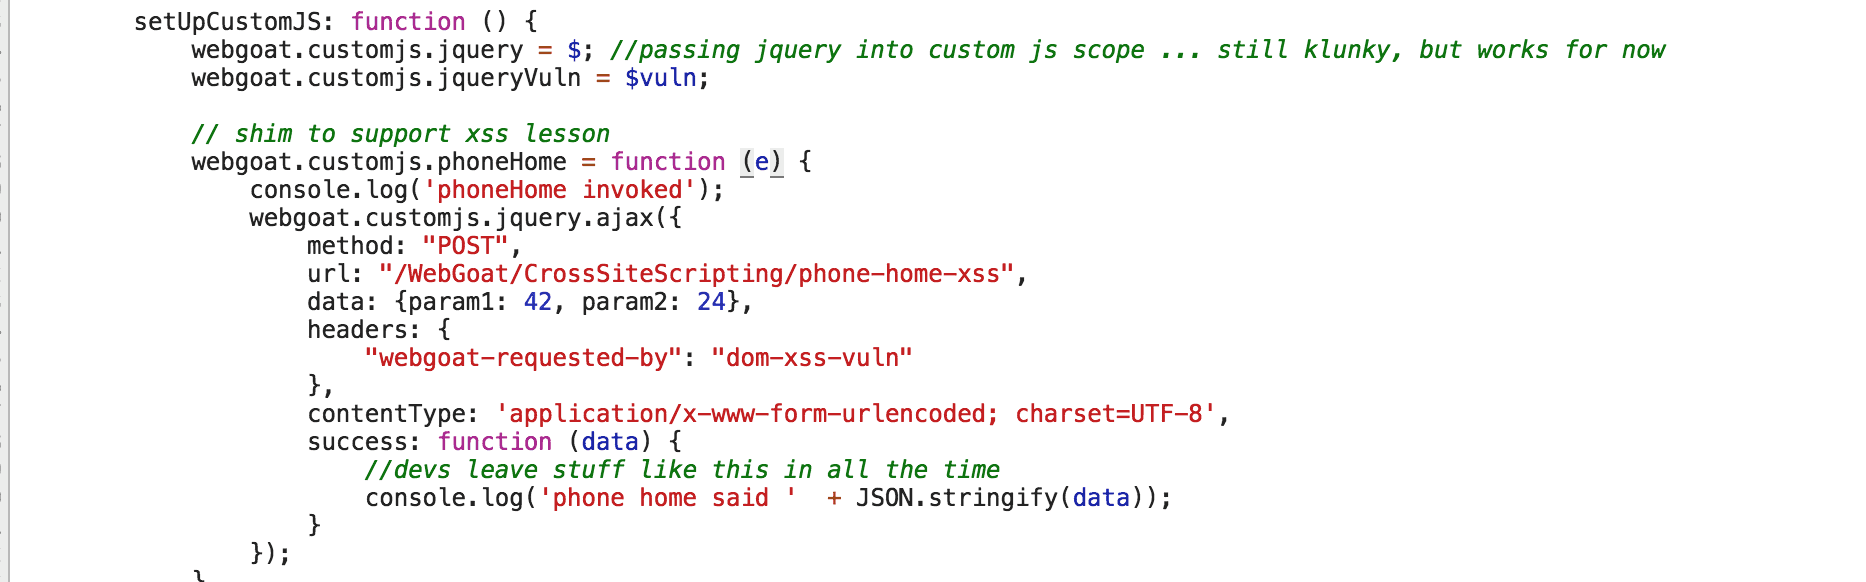 setUpCustomJS: function () {
webgoat.customjs.jquery = $; //passing jquery into custom js scope ... still klunky, but works for now
webgoat.customjs.jqueryVuln = $vuln;
// shim to support xss lesson
webgoat.customjs.phoneHome = function (e) {
console.log('phoneHome invoked');
webgoat.customjs.jquery.ajax({
method: "POST",
url: "/WebGoat/CrossSiteScripting/phone-home-xss",
data: {param1: 42, param2: 24},
headers: {
"webgoat-requested-by": "dom-xss-vuln"
},
contentType: 'application/x-www-form-urlencoded; charset=UTF-8',
success: function (data) {
//devs leave stuff like this in all the time
console.log('phone home said '  + JSON.stringify(data));
}
});
}